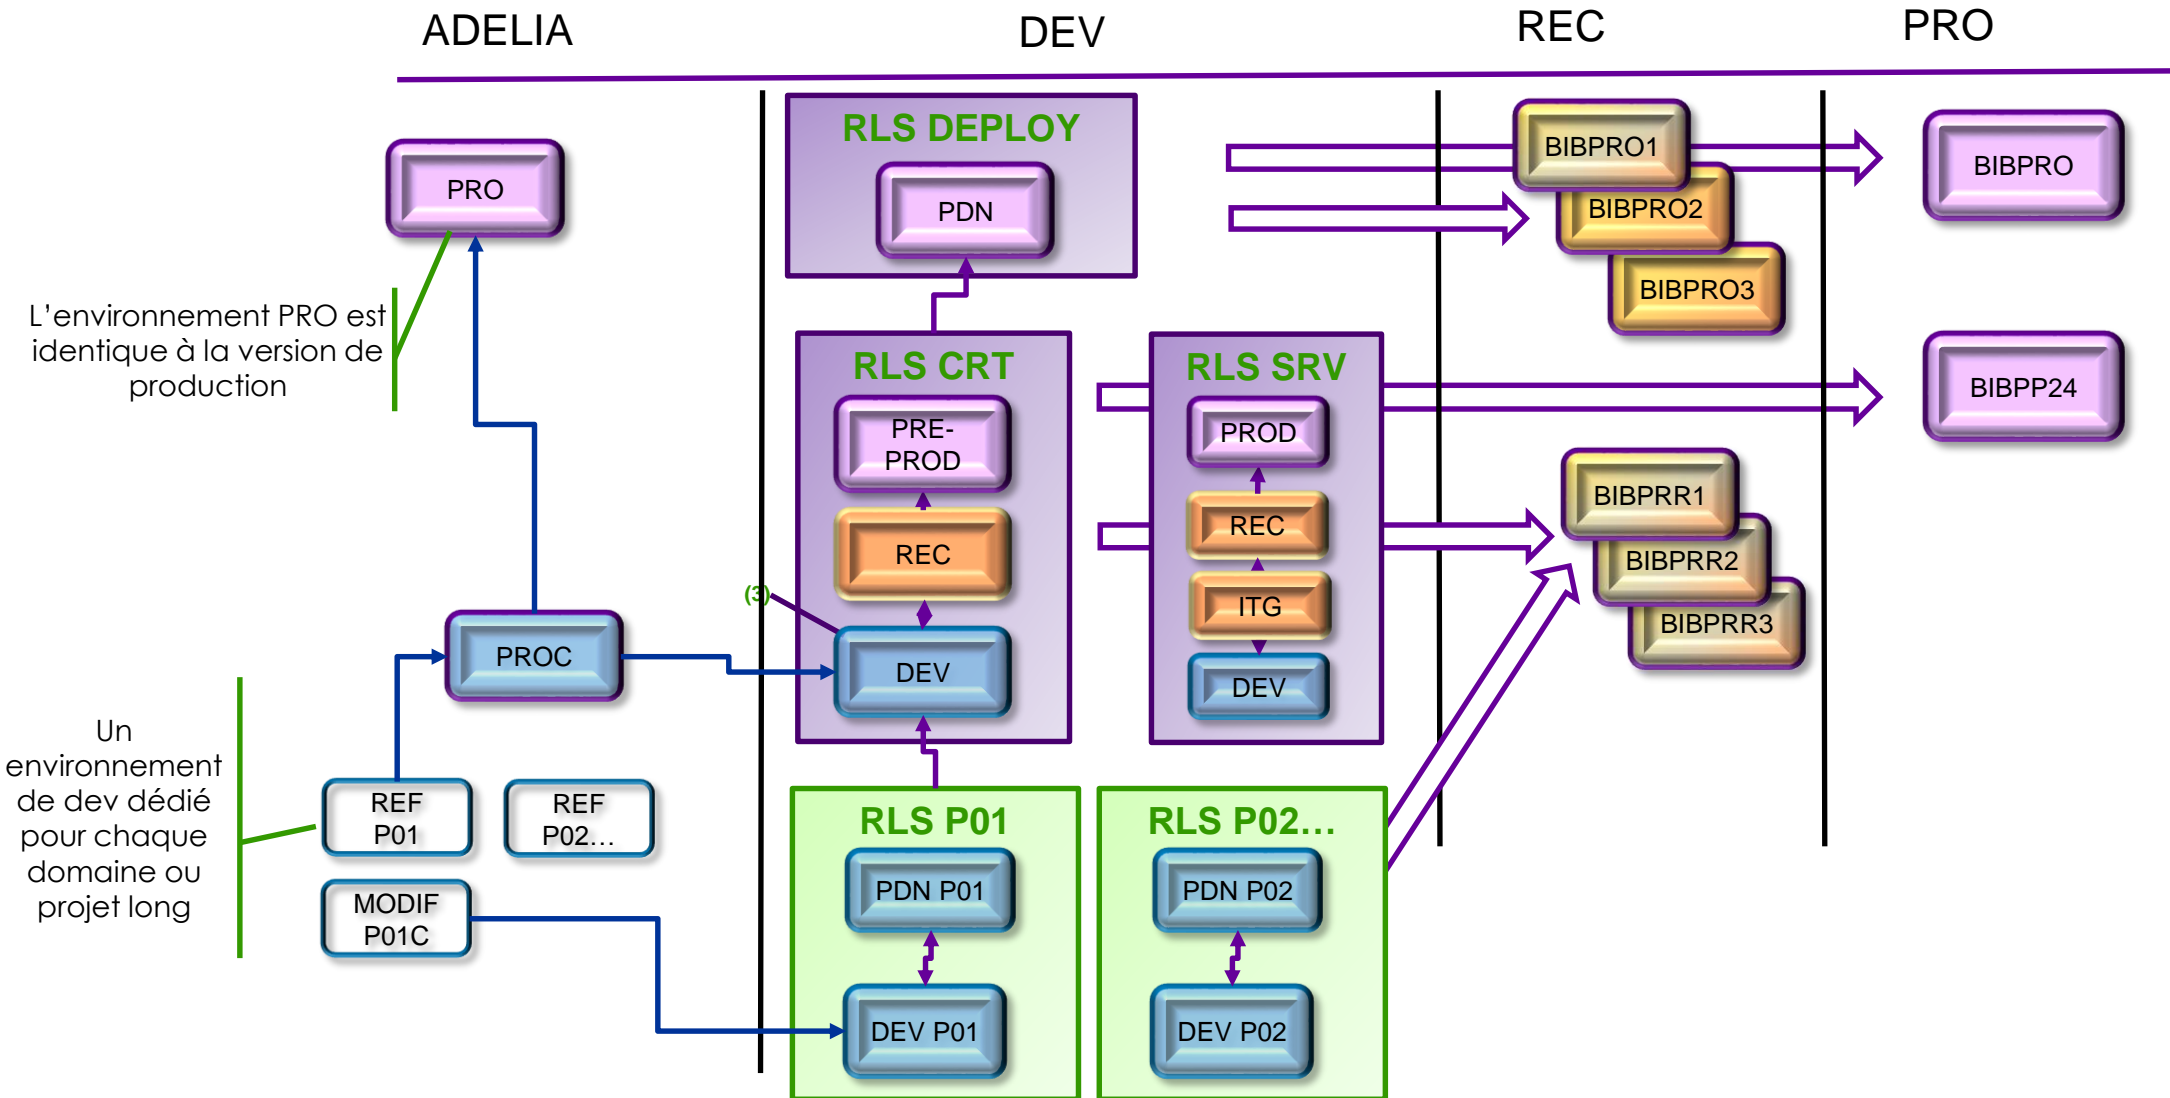 ADELIA
DEV
REC
PRO
PRO
L'environnement PRO est
identique à la version de
production
PROC
Un
environnement
de dev dédié
pour chaque
domaine ou
projet long
REF
P01
REF
P02...
MODIF
P01C
RLS DEPLOY
PDN
RLS CRT
PRE-
PROD
REC
(3)
DEV
RLS SRV
PROD
REC
ITG
DEV
RLS P01
PDN P01
DEV P01
RLS P02...
PDN P02
DEV P02
BIBPRO1
BIBPRO2
BIBPRO3
BIBPRR1
BIBPRR2
BIBPRR3
BIBPRO
BIBPP24